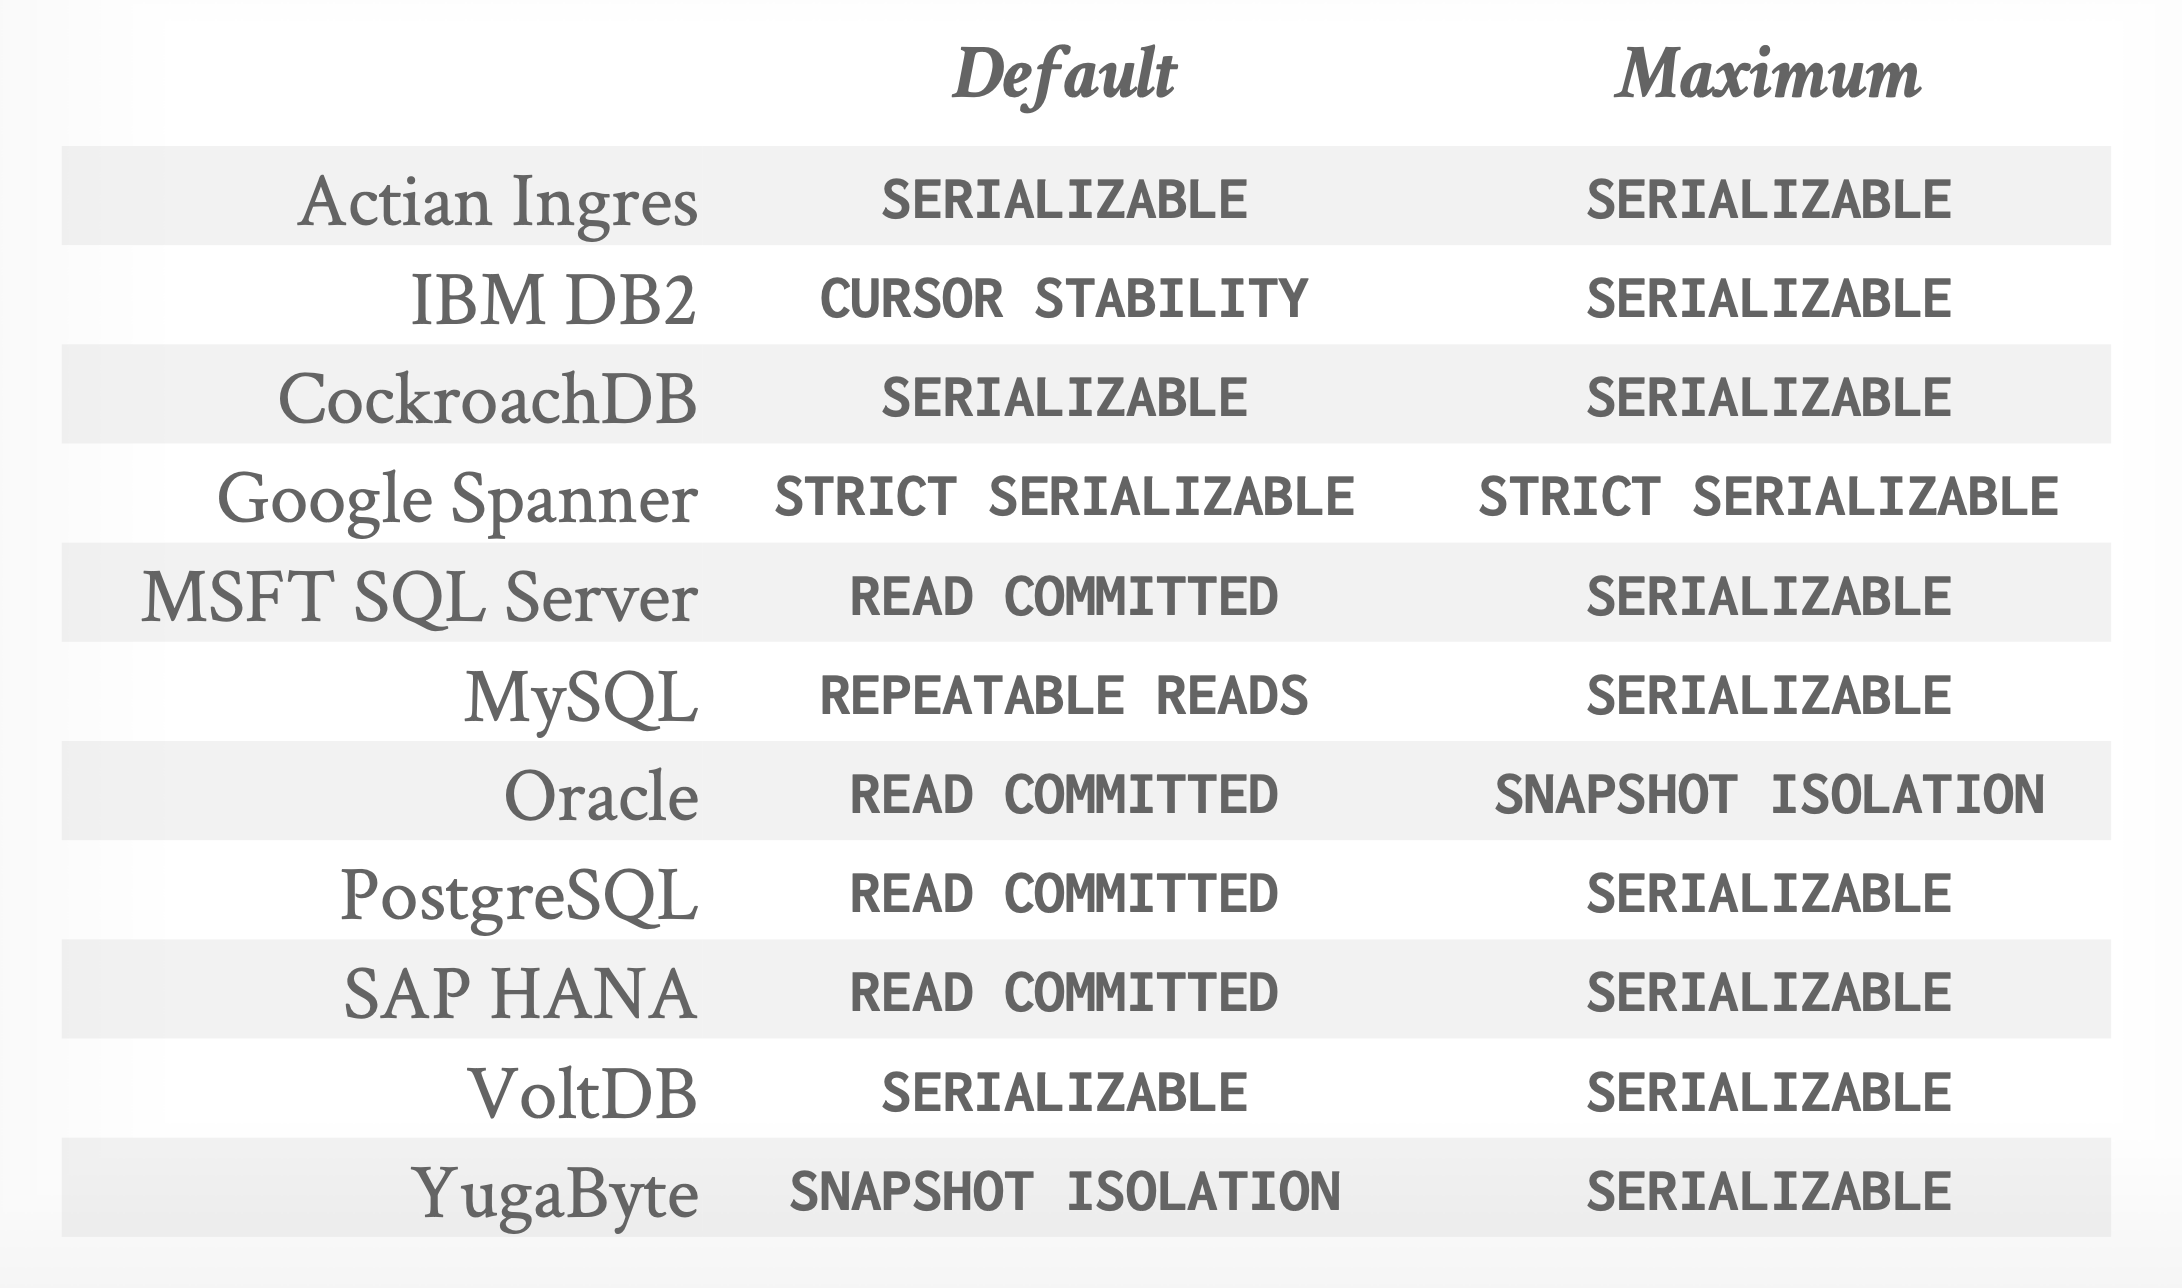 Default Maximum
Actian Ingres SERIALIZABLE SERIALIZABLE
IBM DB2 CURSOR STABILITY SERIALIZABLE
CockroachDB SERIALIZABLE SERIALIZABLE
Google Spanner STRICT SERIALIZABLE STRICT SERIALIZABLE
MSFT SQL Server READ COMMITTED SERIALIZABLE
MySQL REPEATABLE READS SERIALIZABLE
Oracle READ COMMITTED SNAPSHOT ISOLATION
PostgreSQL READ COMMITTED SERIALIZABLE
SAP HANA READ COMMITTED SERIALIZABLE
VoltDB SERIALIZABLE SERIALIZABLE
YugaByte SNAPSHOT ISOLATION SERIALIZABLE